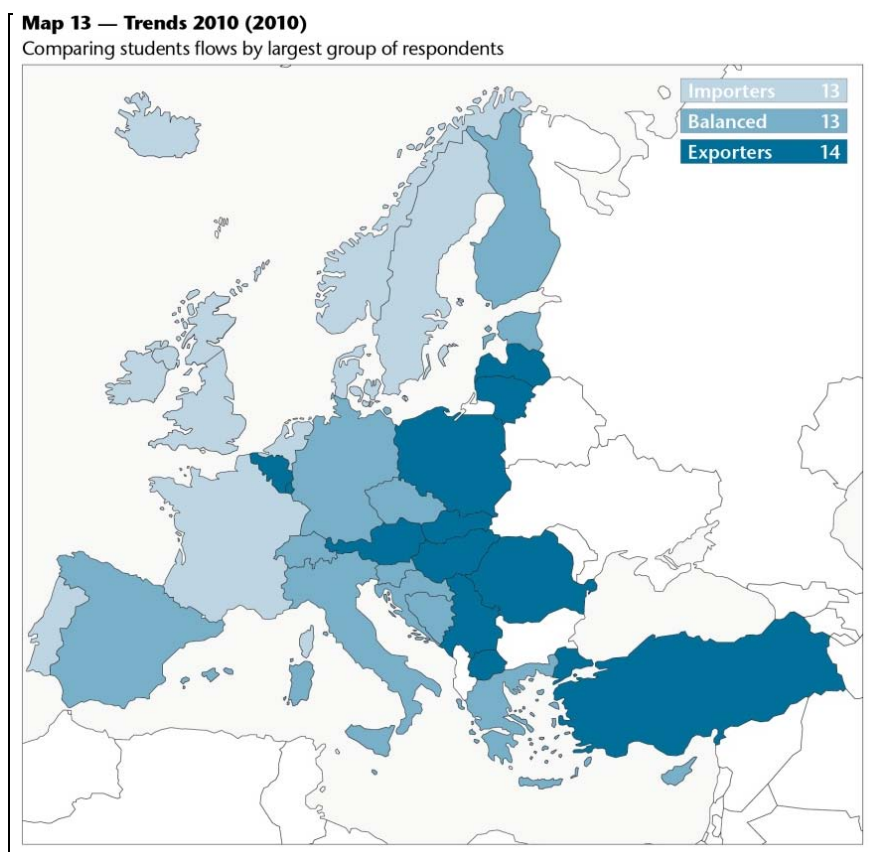 Map 13 — Trends 2010 (2010)
Comparing students flows by largest group of respondents
Importers 13
Balanced 13
Exporters 14